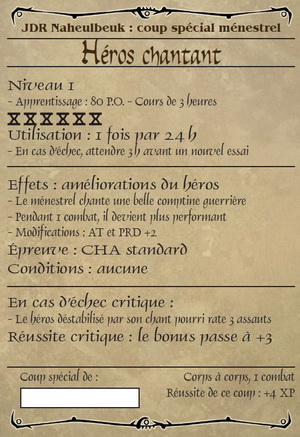 JDR Naheulbeuk : coup spécial ménestrel
Héros chantant
Niveau 1
- Apprentissage : 80 P.O. - Cours de 3 heures
Utilisation : 1 fois par 24 h
- En cas d'échec, attendre 3h avant un nouvel essai
Effets : améliorations du héros
- Le ménestrel chante une belle comptine guerrière
- Pendant 1 combat, il devient plus performant
- Modifications : AT et PRD +2
Épreuve : CHA standard
Conditions : aucune
En cas d'échec critique :
- Le héros déstabilisé par son chant pourri rate 3 assauts
Réussite critique : le bonus passe à +3
Coup spécial de :
Corps à corps, 1 combat
Réussite de ce coup : +4 XP